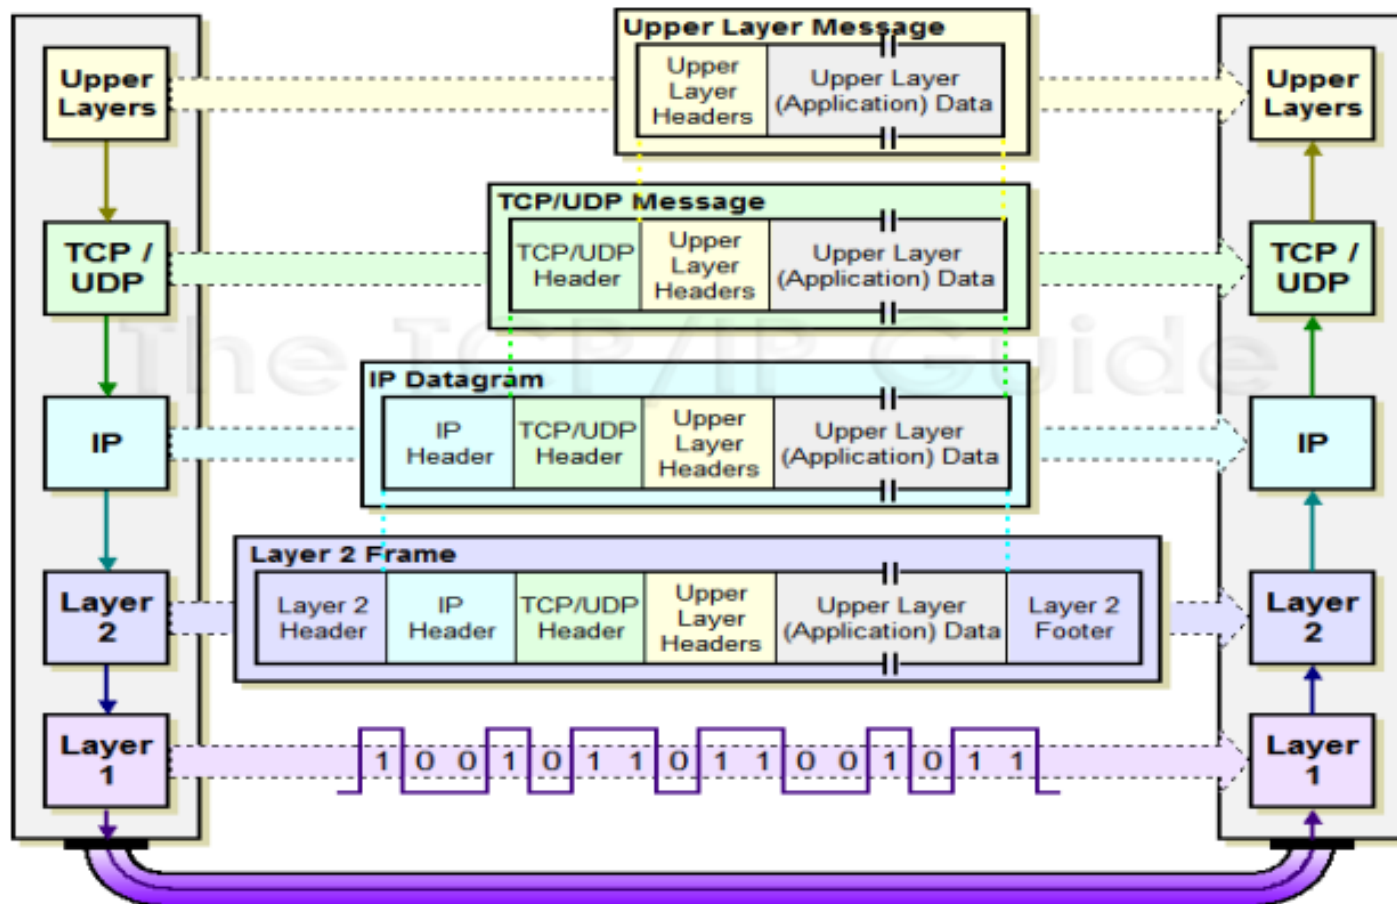 Upper Layer Message
Upper
Layers
Upper
Layer
Headers
Upper Layer
(Application) Data
Upper
Layers
TCP/UDP Message
TCP /
UDP
TCP/UDP
Header
Upper
Layer
Headers
Upper Layer
(Application) Data
TCP /
UDP
The TCP/IP Guide
IP Datagram
IP
IP
Header
TCP/UDP
Header
Upper
Layer
Headers
Upper Layer
(Application) Data
IP
Layer 2 Frame
Layer
2
Layer 2
Header
IP
Header
TCP/UDP
Header
Upper
Layer
Headers
Upper Layer
(Application) Data
Layer 2
Footer
Layer
2
Layer
1
1 0 0 1 0 1 1 0 1 1 0 0 1 0 1 1
Layer
1